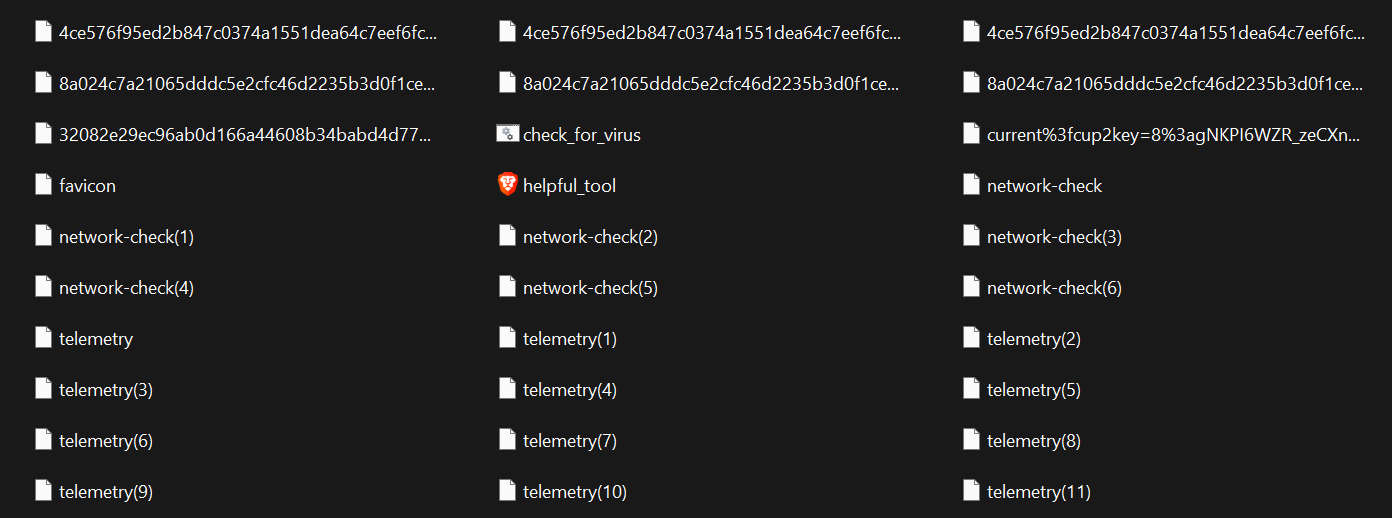 4ce576f95ed2b847c0374a1551dea64c7eef6fc...
4ce576f95ed2b847c0374a1551dea64c7eef6fc...
4ce576f95ed2b847c0374a1551dea64c7eef6fc...
8a024c7a21065dddc5e2cfc46d2235b3d0f1ce...
8a024c7a21065dddc5e2cfc46d2235b3d0f1ce...
8a024c7a21065dddc5e2cfc46d2235b3d0f1ce...
32082e29ec96ab0d166a44608b34babd4d77...
check_for_virus
current%3fcup2key=8%3agNKPI6WZR_zeCXn...
favicon
helpful_tool
network-check
network-check(1)
network-check(2)
network-check(3)
network-check(4)
network-check(5)
network-check(6)
telemetry
telemetry(1)
telemetry(2)
telemetry(3)
telemetry(4)
telemetry(5)
telemetry(6)
telemetry(7)
telemetry(8)
telemetry(9)
telemetry(10)
telemetry(11)